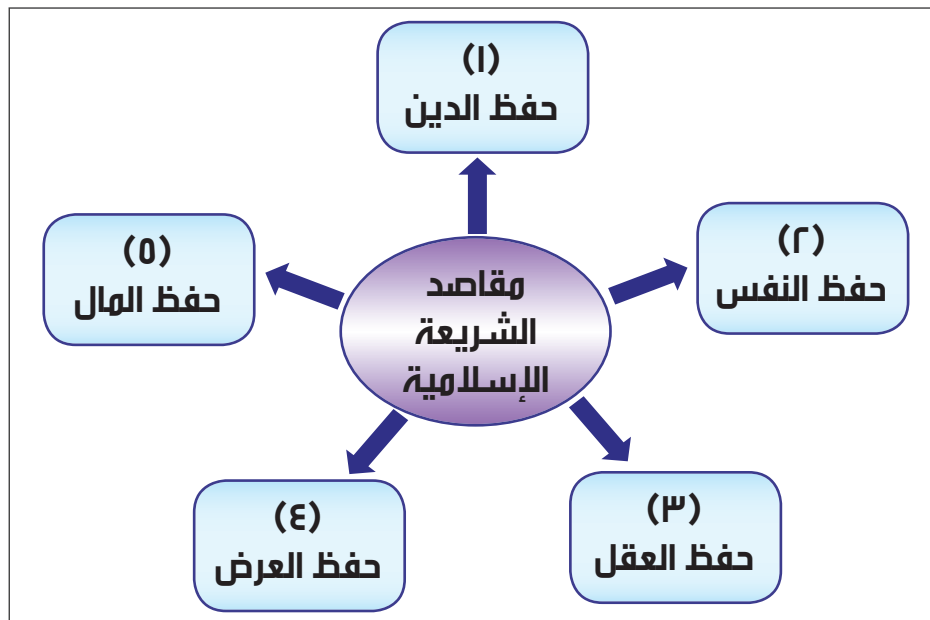 (١)
حفظ الدين
(٢)
حفظ النفس
(٣)
حفظ العقل
(٤)
حفظ العرض
(٥)
حفظ المال
مقاصد
الشريعة
الإسلامية